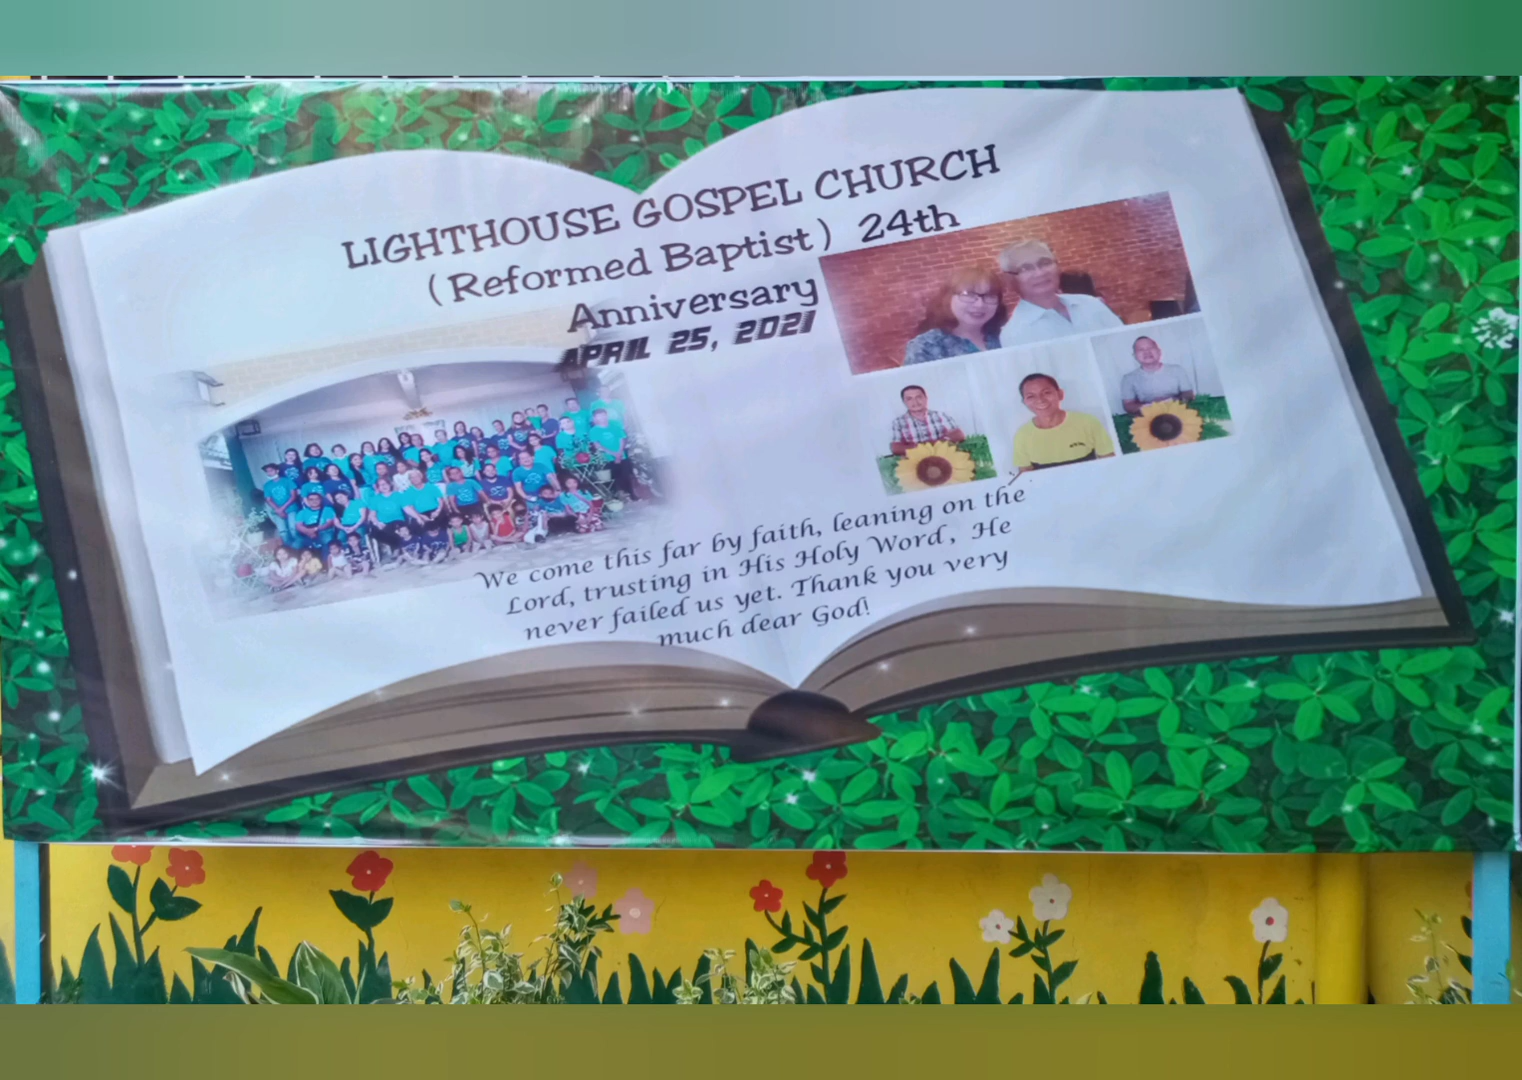 LIGHTHOUSE GOSPEL CHURCH
(Reformed Baptist) 24th
Anniversary
APRIL 25, 2021
We come this far by faith, leaning on the
Lord, trusting in His Holy Word, He
never failed us yet. Thank you very
much dear God!